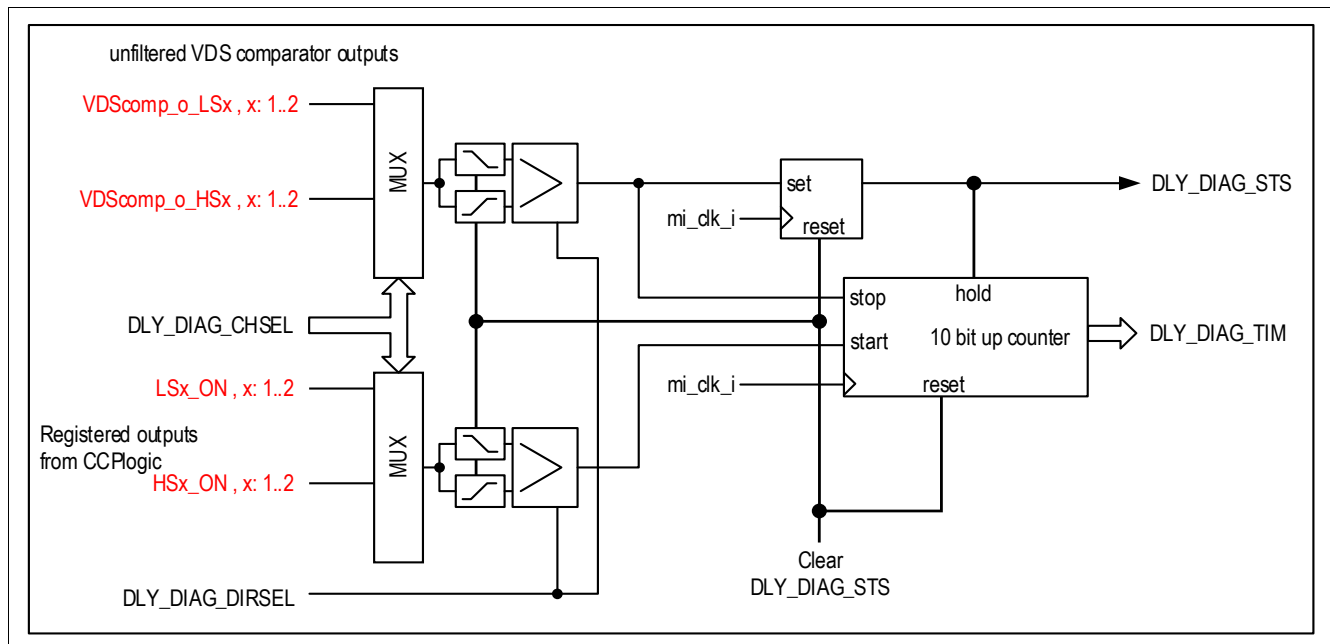 unfiltered VDS comparator outputs
VDScomp_o_LSx , x: 1..2
MUX
VDScomp_o_HSx , x: 1..2
set
DLY_DIAG_STS
mi_clk_i
reset
DLY_DIAG_CHSEL
stop
hold
start
10 bit up counter
DLY_DIAG_TIM
LSx_ON , x: 1..2
mi_clk_i
reset
MUX
Registered outputs
from CCPlogic
HSx_ON , x: 1..2
Clear
DLY_DIAG_STS
DLY_DIAG_DIRSEL